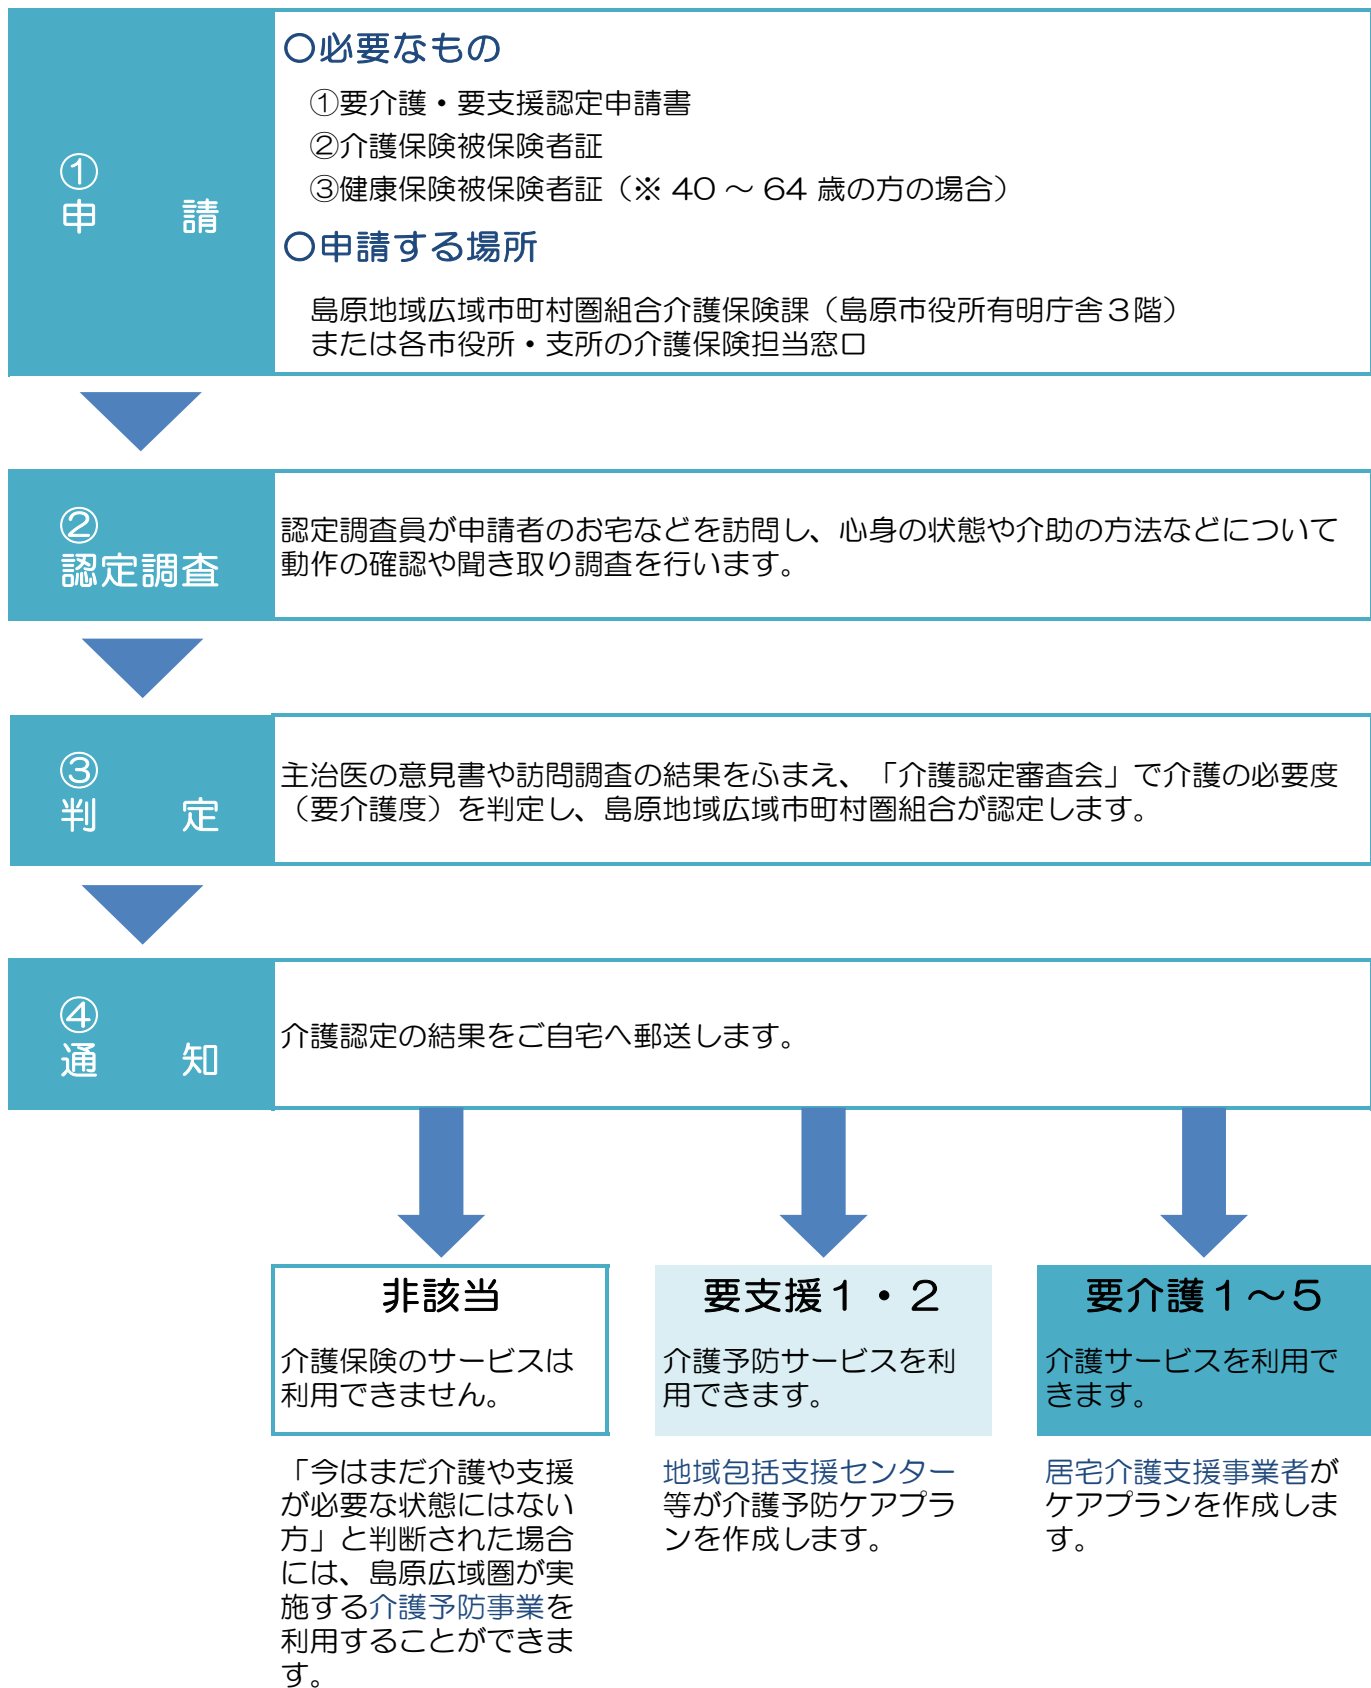 ①
申　　請
〇必要なもの
①要介護・要支援認定申請書
②介護保険被保険者証
③健康保険被保険者証（※ 40 ～ 64 歳の方の場合）
〇申請する場所
島原地域広域市町村圏組合介護保険課（島原市役所有明庁舎３階）
または各市役所・支所の介護保険担当窓口
②
認定調査
認定調査員が申請者のお宅などを訪問し、心身の状態や介助の方法などについて
動作の確認や聞き取り調査を行います。
③
判　　定
主治医の意見書や訪問調査の結果をふまえ、「介護認定審査会」で介護の必要度
（要介護度）を判定し、島原地域広域市町村圏組合が認定します。
④
通　　知
介護認定の結果をご自宅へ郵送します。
非該当
介護保険のサービスは
利用できません。
「今はまだ介護や支援
が必要な状態にはない
方」と判断された場合
には、島原広域圏が実
施する介護予防事業を
利用することができま
す。
要支援１・２
介護予防サービスを利
用できます。
地域包括支援センター
等が介護予防ケアプラ
ンを作成します。
要介護１～５
介護サービスを利用で
きます。
居宅介護支援事業者が
ケアプランを作成しま
す。